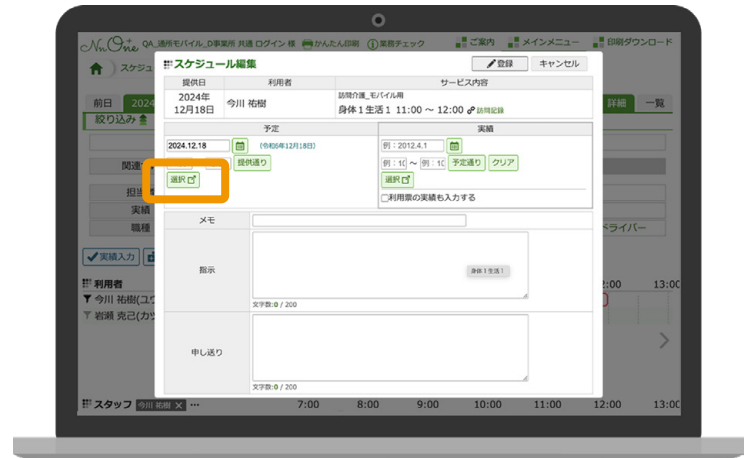 NnOne QA_通所モバイル_D事業所 共通 ログイン 様 かんたん印刷 業務チェック ご案内 メインメニュー 印刷ダウンロード
スケジュ
スケジュール編集
登録 キャンセル
提供日 利用者 サービス内容
2024年
12月18日
今川 祐樹
訪問介護_モバイル用
身体1生活1 11:00 ～ 12:00 訪問記録
前日 2024
詳細 一覧
絞り込み
予定 実績
2024.12.18 (令和6年12月18日)
例：2012.4.1
提供通り
例：1( ～ 例：1( 予定通り クリア
選択
選択
利用票の実績も入力する
関連
担当
実績
職種
ドライバー
メモ
実績入力
指示
身体1生活1
文字数:0 / 200
利用者
2:00 13:00
今川 祐樹(ユウ
岩瀬 克己(カツ
申し送り
文字数:0 / 200
スタッフ 今川 祐樹 × ...
7:00 8:00 9:00 10:00 11:00 12:00 13:00